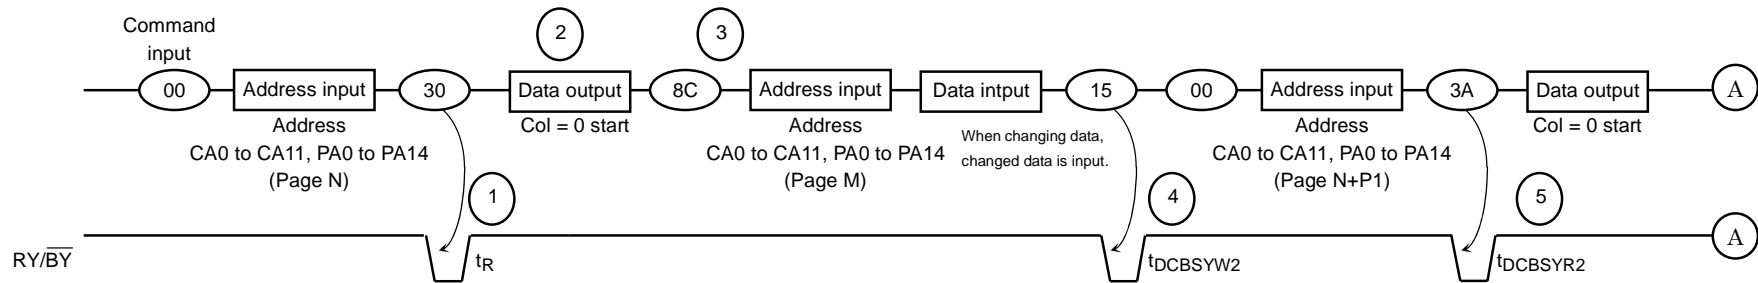 Command
input
2
3
00
Address input
30
Data output
8C
Address input
Data intput
15
00
Address input
3A
Data output
A
Address
CA0 to CA11, PA0 to PA14
(Page N)
Col = 0 start
Address
CA0 to CA11, PA0 to PA14
(Page M)
When changing data,
changed data is input.
Address
CA0 to CA11, PA0 to PA14
(Page N+P1)
Col = 0 start
1
4
5
RY/BY
tR
tDCBSYW2
tDCBSYR2
A